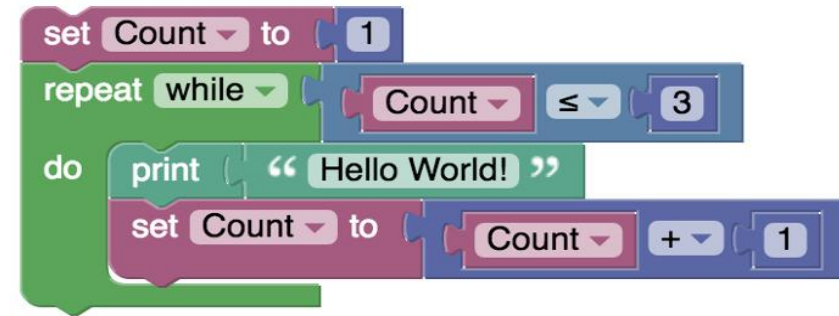 set Count to 1
repeat while Count ≤ 3
do print “ Hello World! ”
set Count to Count + 1